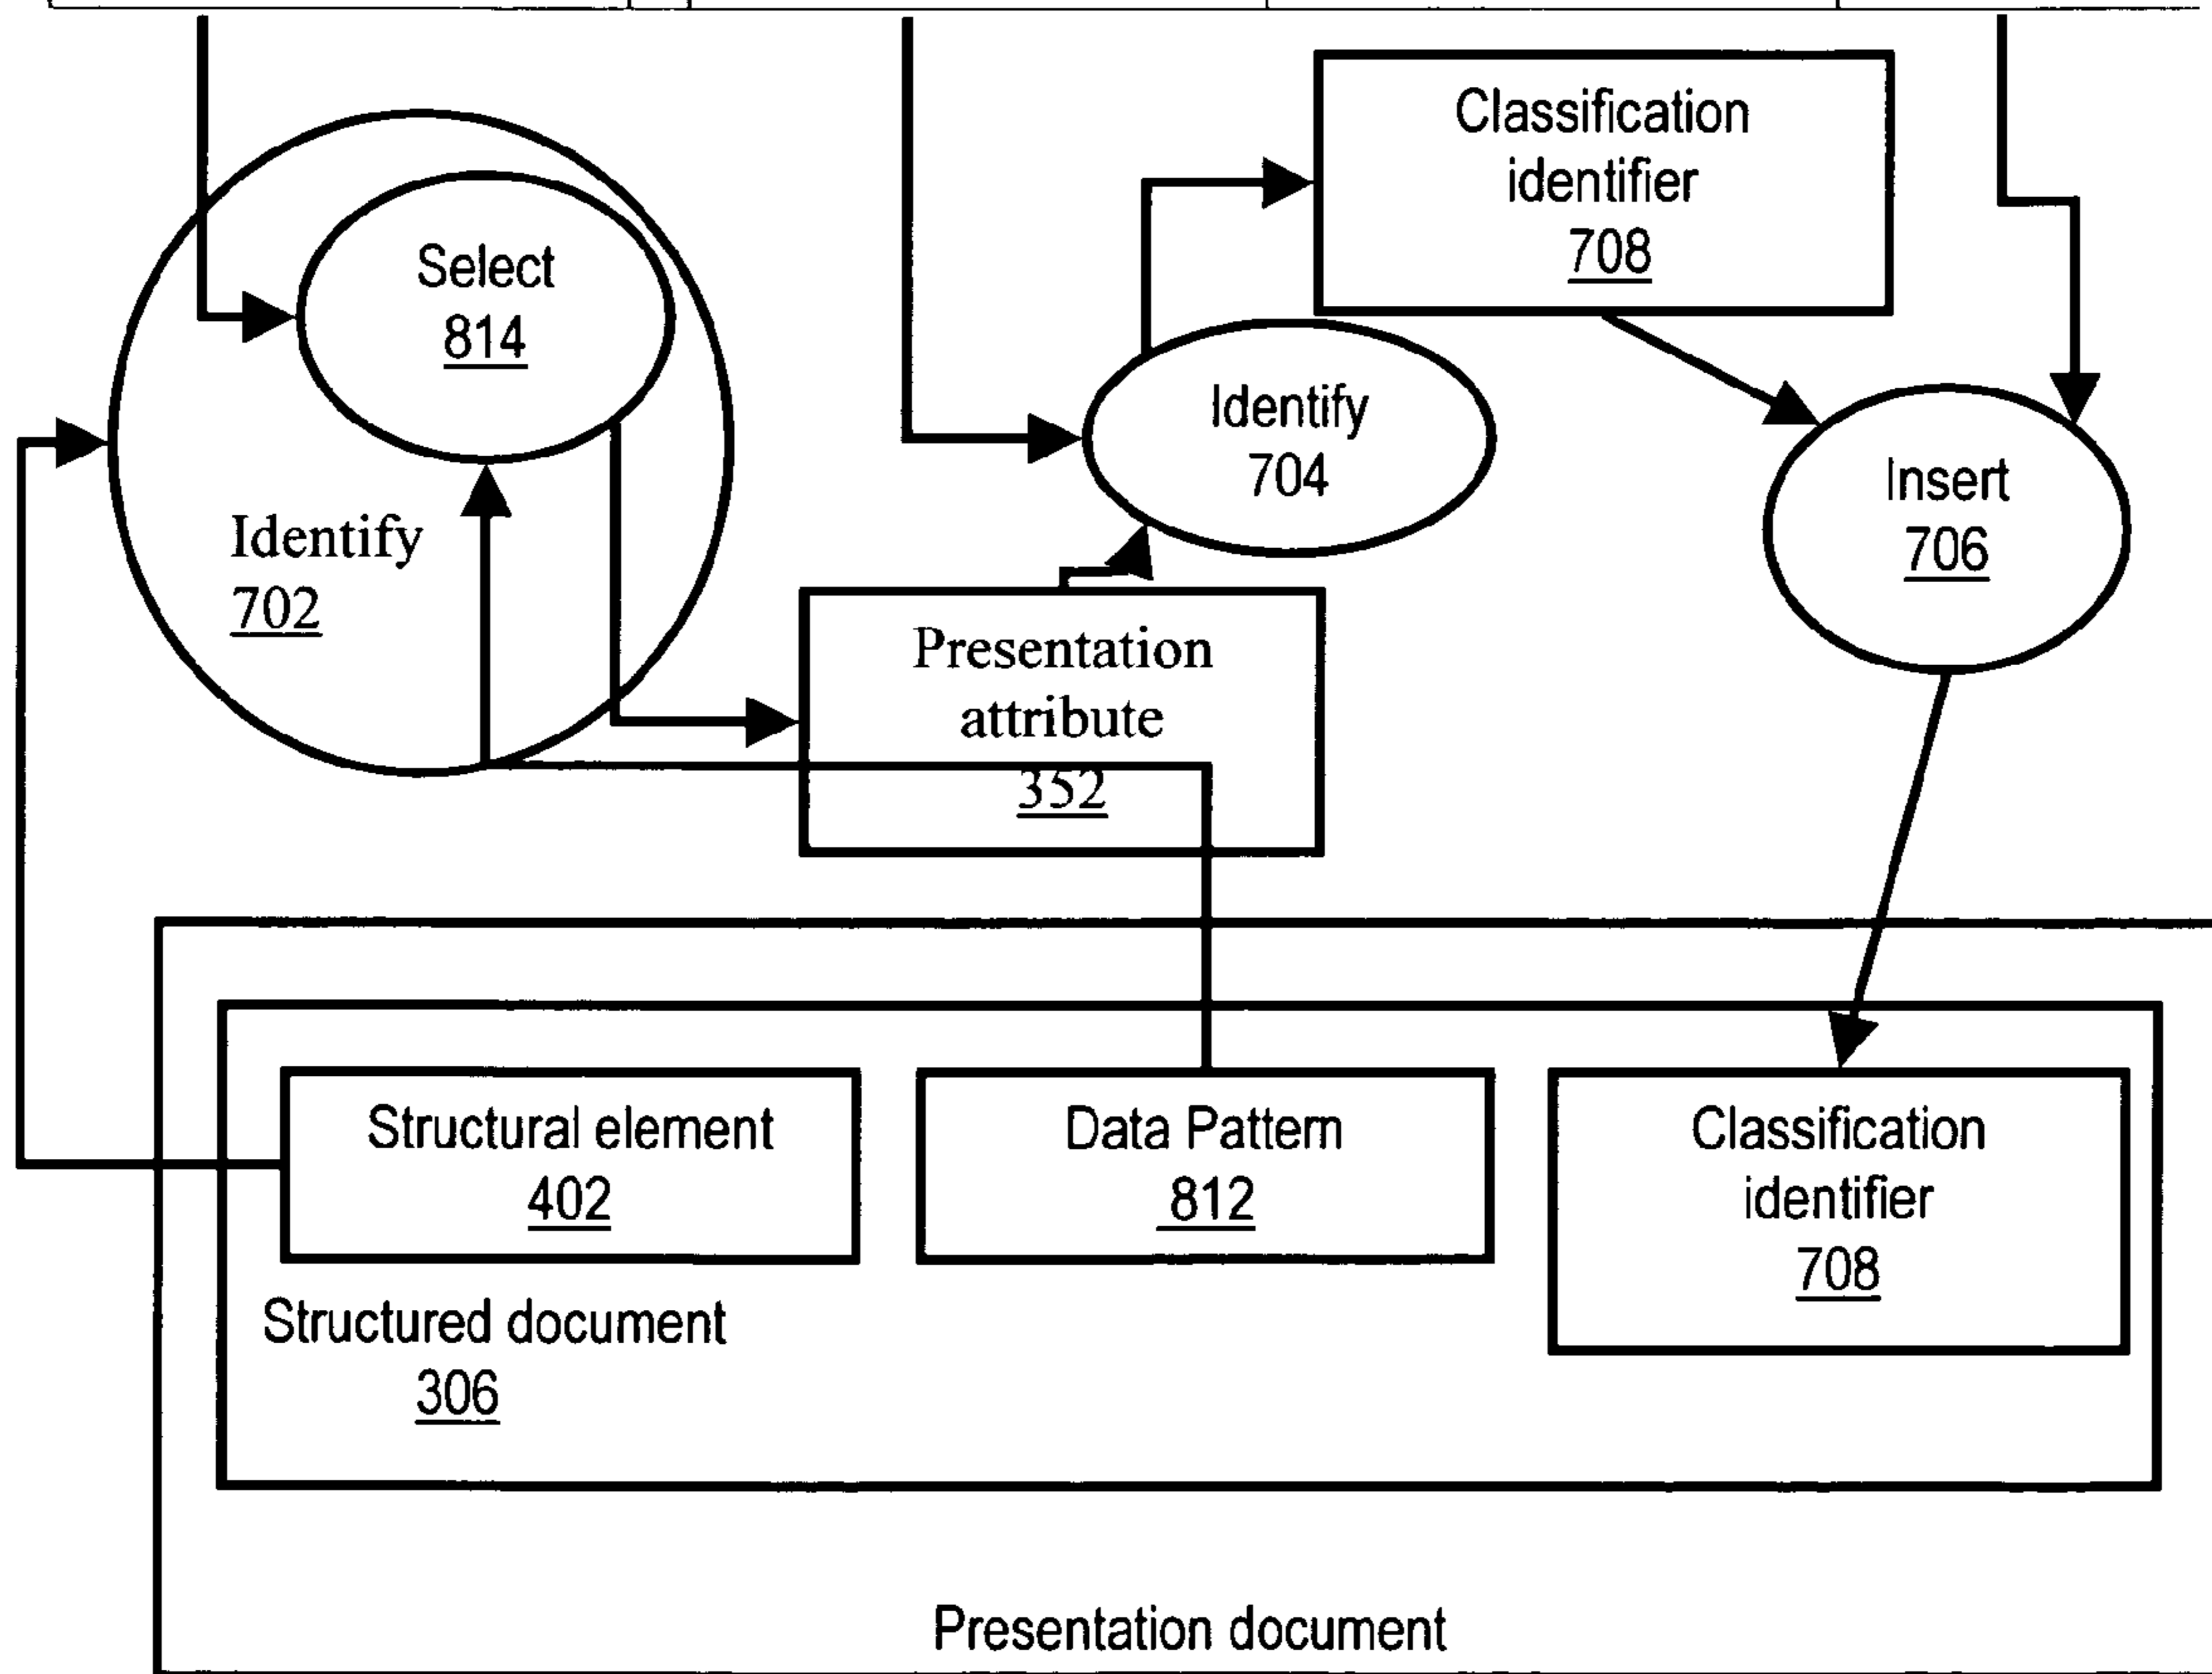 Classification
identifier
708
Select
814
Identify
704
Insert
706
Identify
702
Presentation
attribute
352
Structural element
402
Data Pattern
812
Classification
identifier
708
Structured document
306
Presentation document